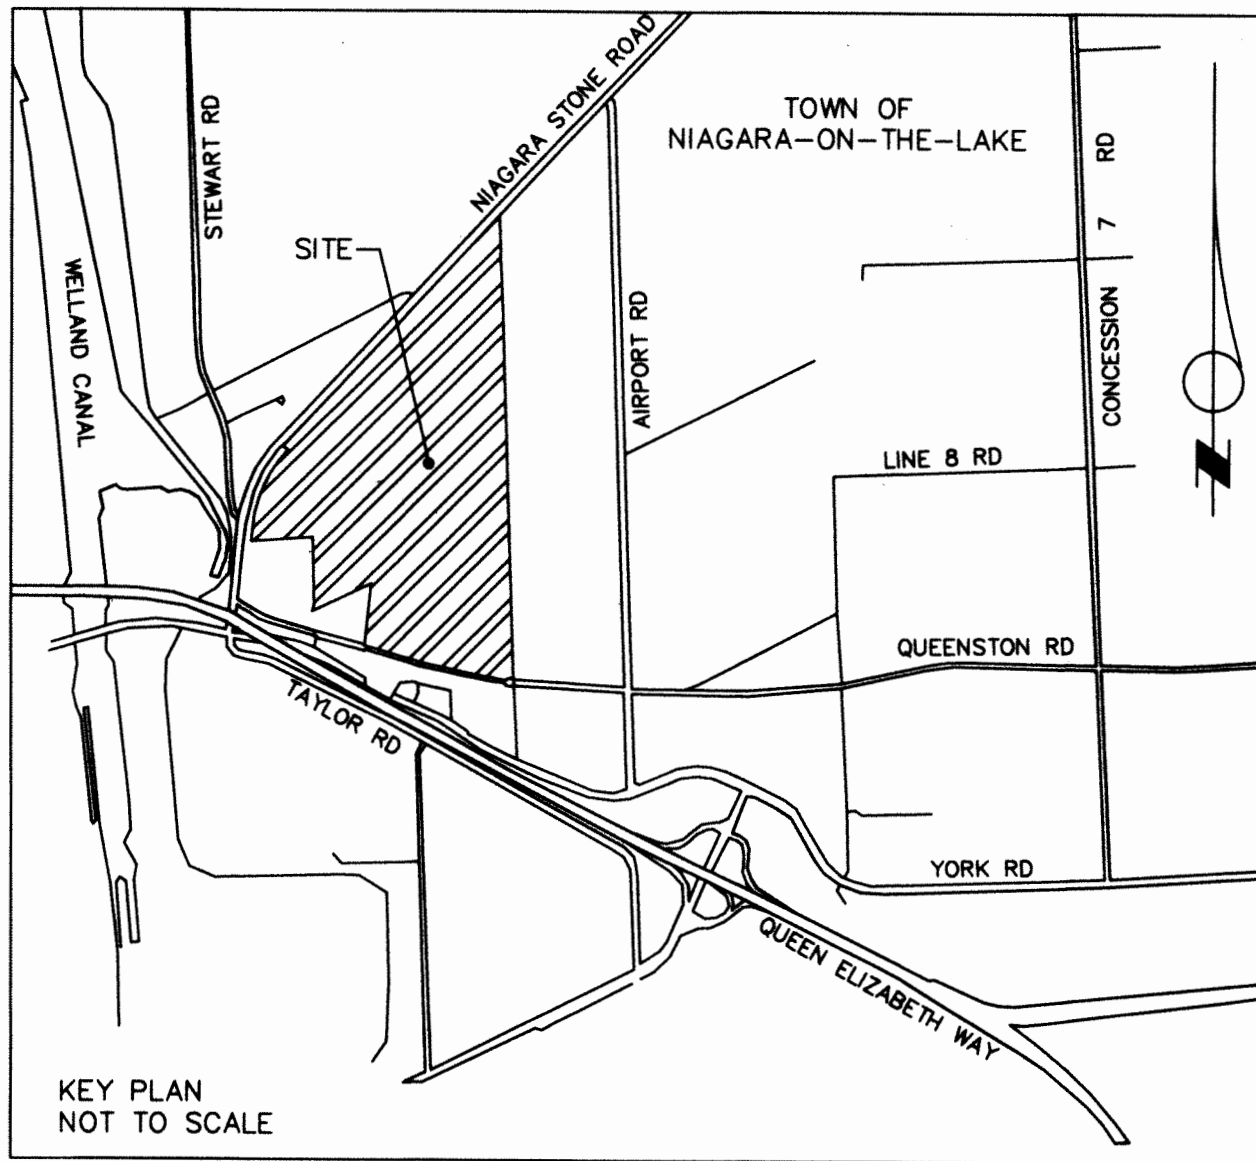 NIAGARA STONE ROAD
TOWN OF
NIAGARA-ON-THE-LAKE
STEWART RD
SITE
WELLAND CANAL
AIRPORT RD
CONCESSION 7 RD
LINE 8 RD
N
QUEENSTON RD
TAYLOR RD
YORK RD
QUEEN ELIZABETH WAY
KEY PLAN
NOT TO SCALE